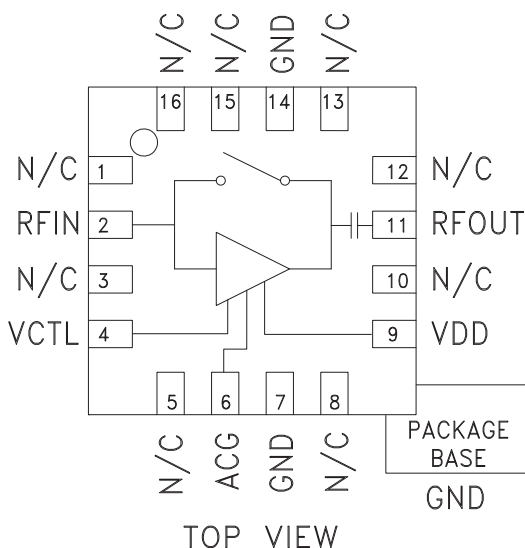 N/C
N/C
GND
N/C
16
15
14
13
N/C
1
12
N/C
RFIN
2
11
RFOUT
N/C
3
10
N/C
VCTL
4
9
VDD
5
6
7
8
N/C
ACG
GND
N/C
PACKAGE
BASE
GND
TOP VIEW